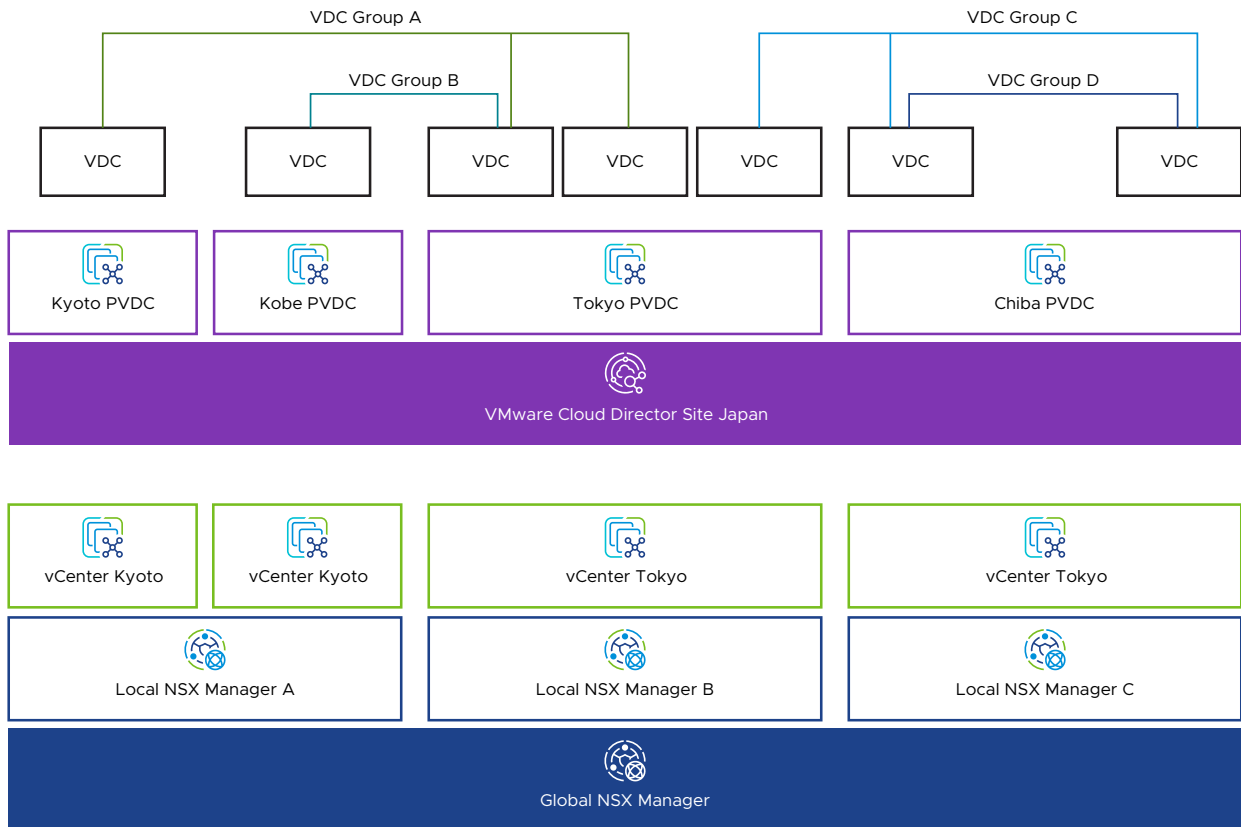 VDC Group A
VDC Group C
VDC Group B
VDC Group D
VDC
VDC
VDC
VDC
VDC
VDC
VDC
Kyoto PVDC
Kobe PVDC
Tokyo PVDC
Chiba PVDC
VMware Cloud Director Site Japan
vCenter Kyoto
vCenter Kyoto
vCenter Tokyo
vCenter Tokyo
Local NSX Manager A
Local NSX Manager B
Local NSX Manager C
Global NSX Manager